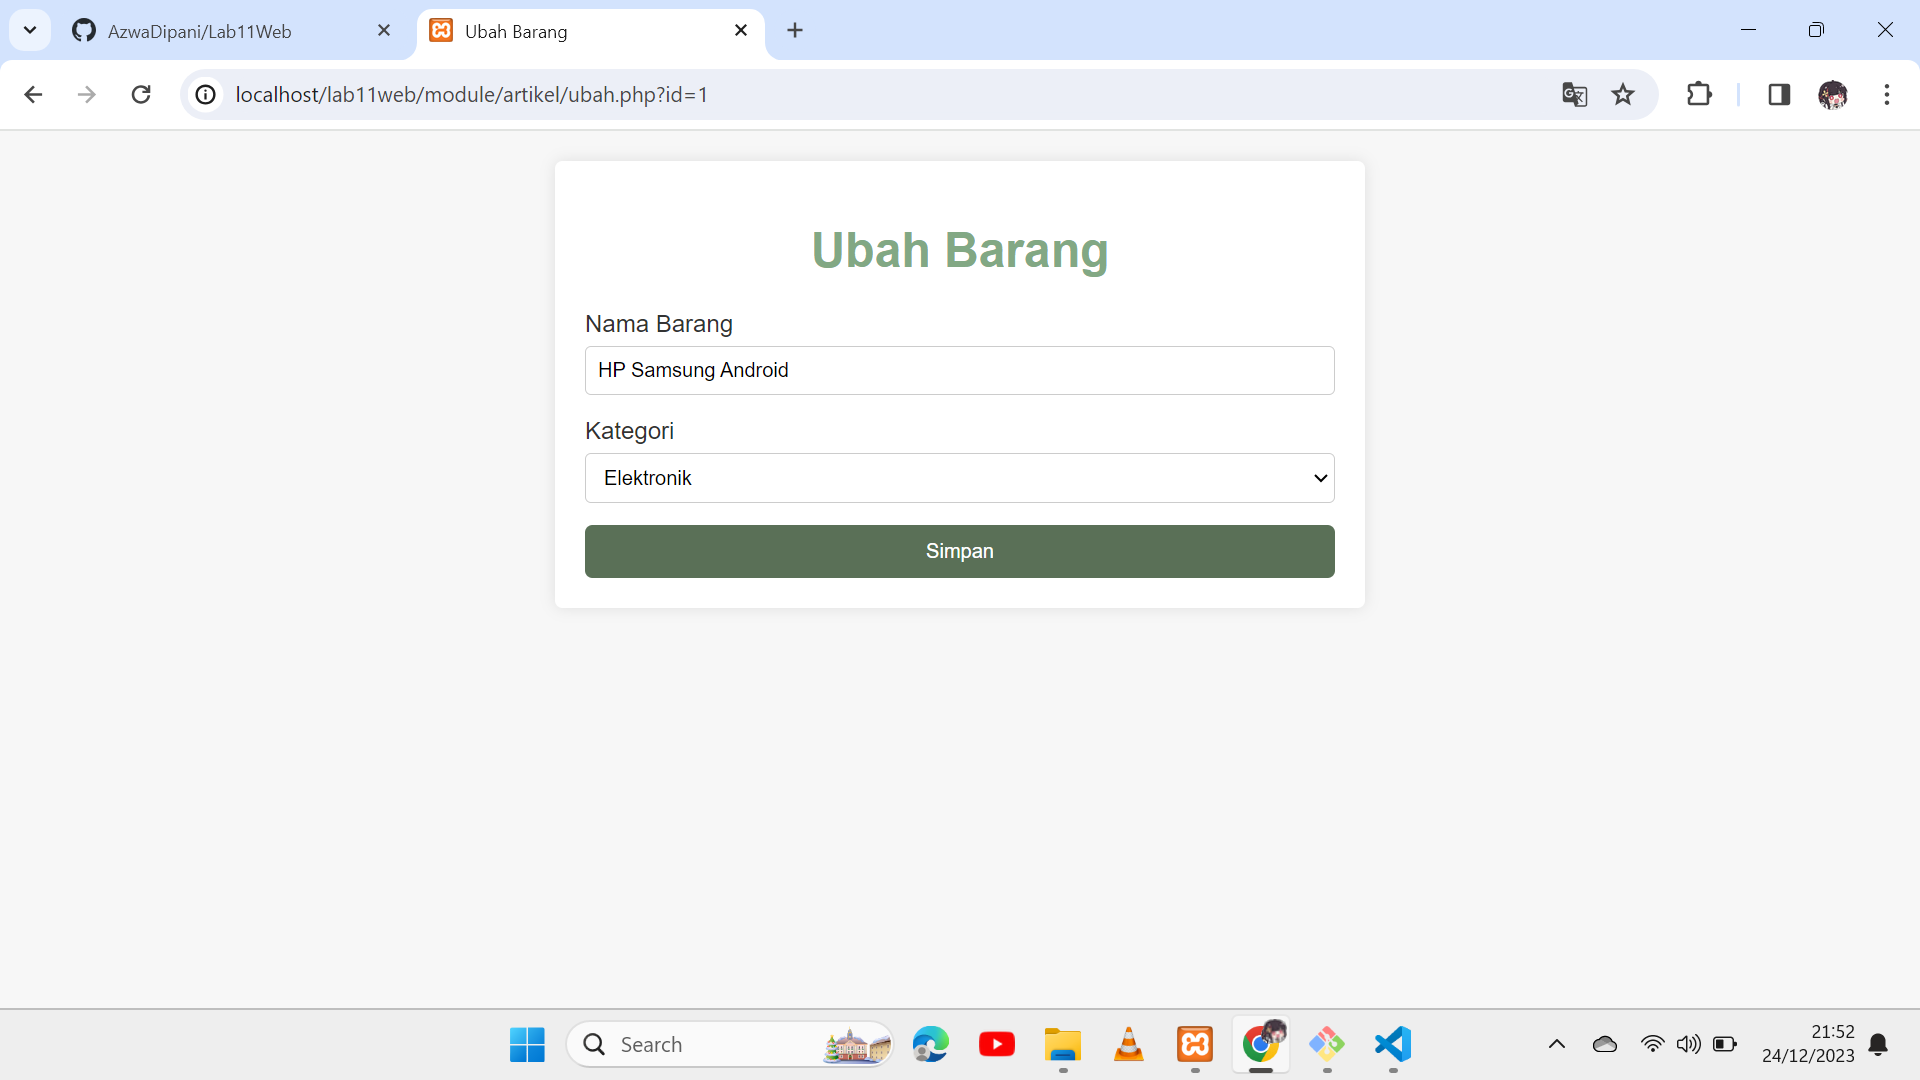 AzwaDipani/Lab11Web
Ubah Barang
localhost/lab11web/module/artikel/ubah.php?id=1
Ubah Barang
Nama Barang
HP Samsung Android
Kategori
Elektronik
Simpan
Search
21:52
24/12/2023